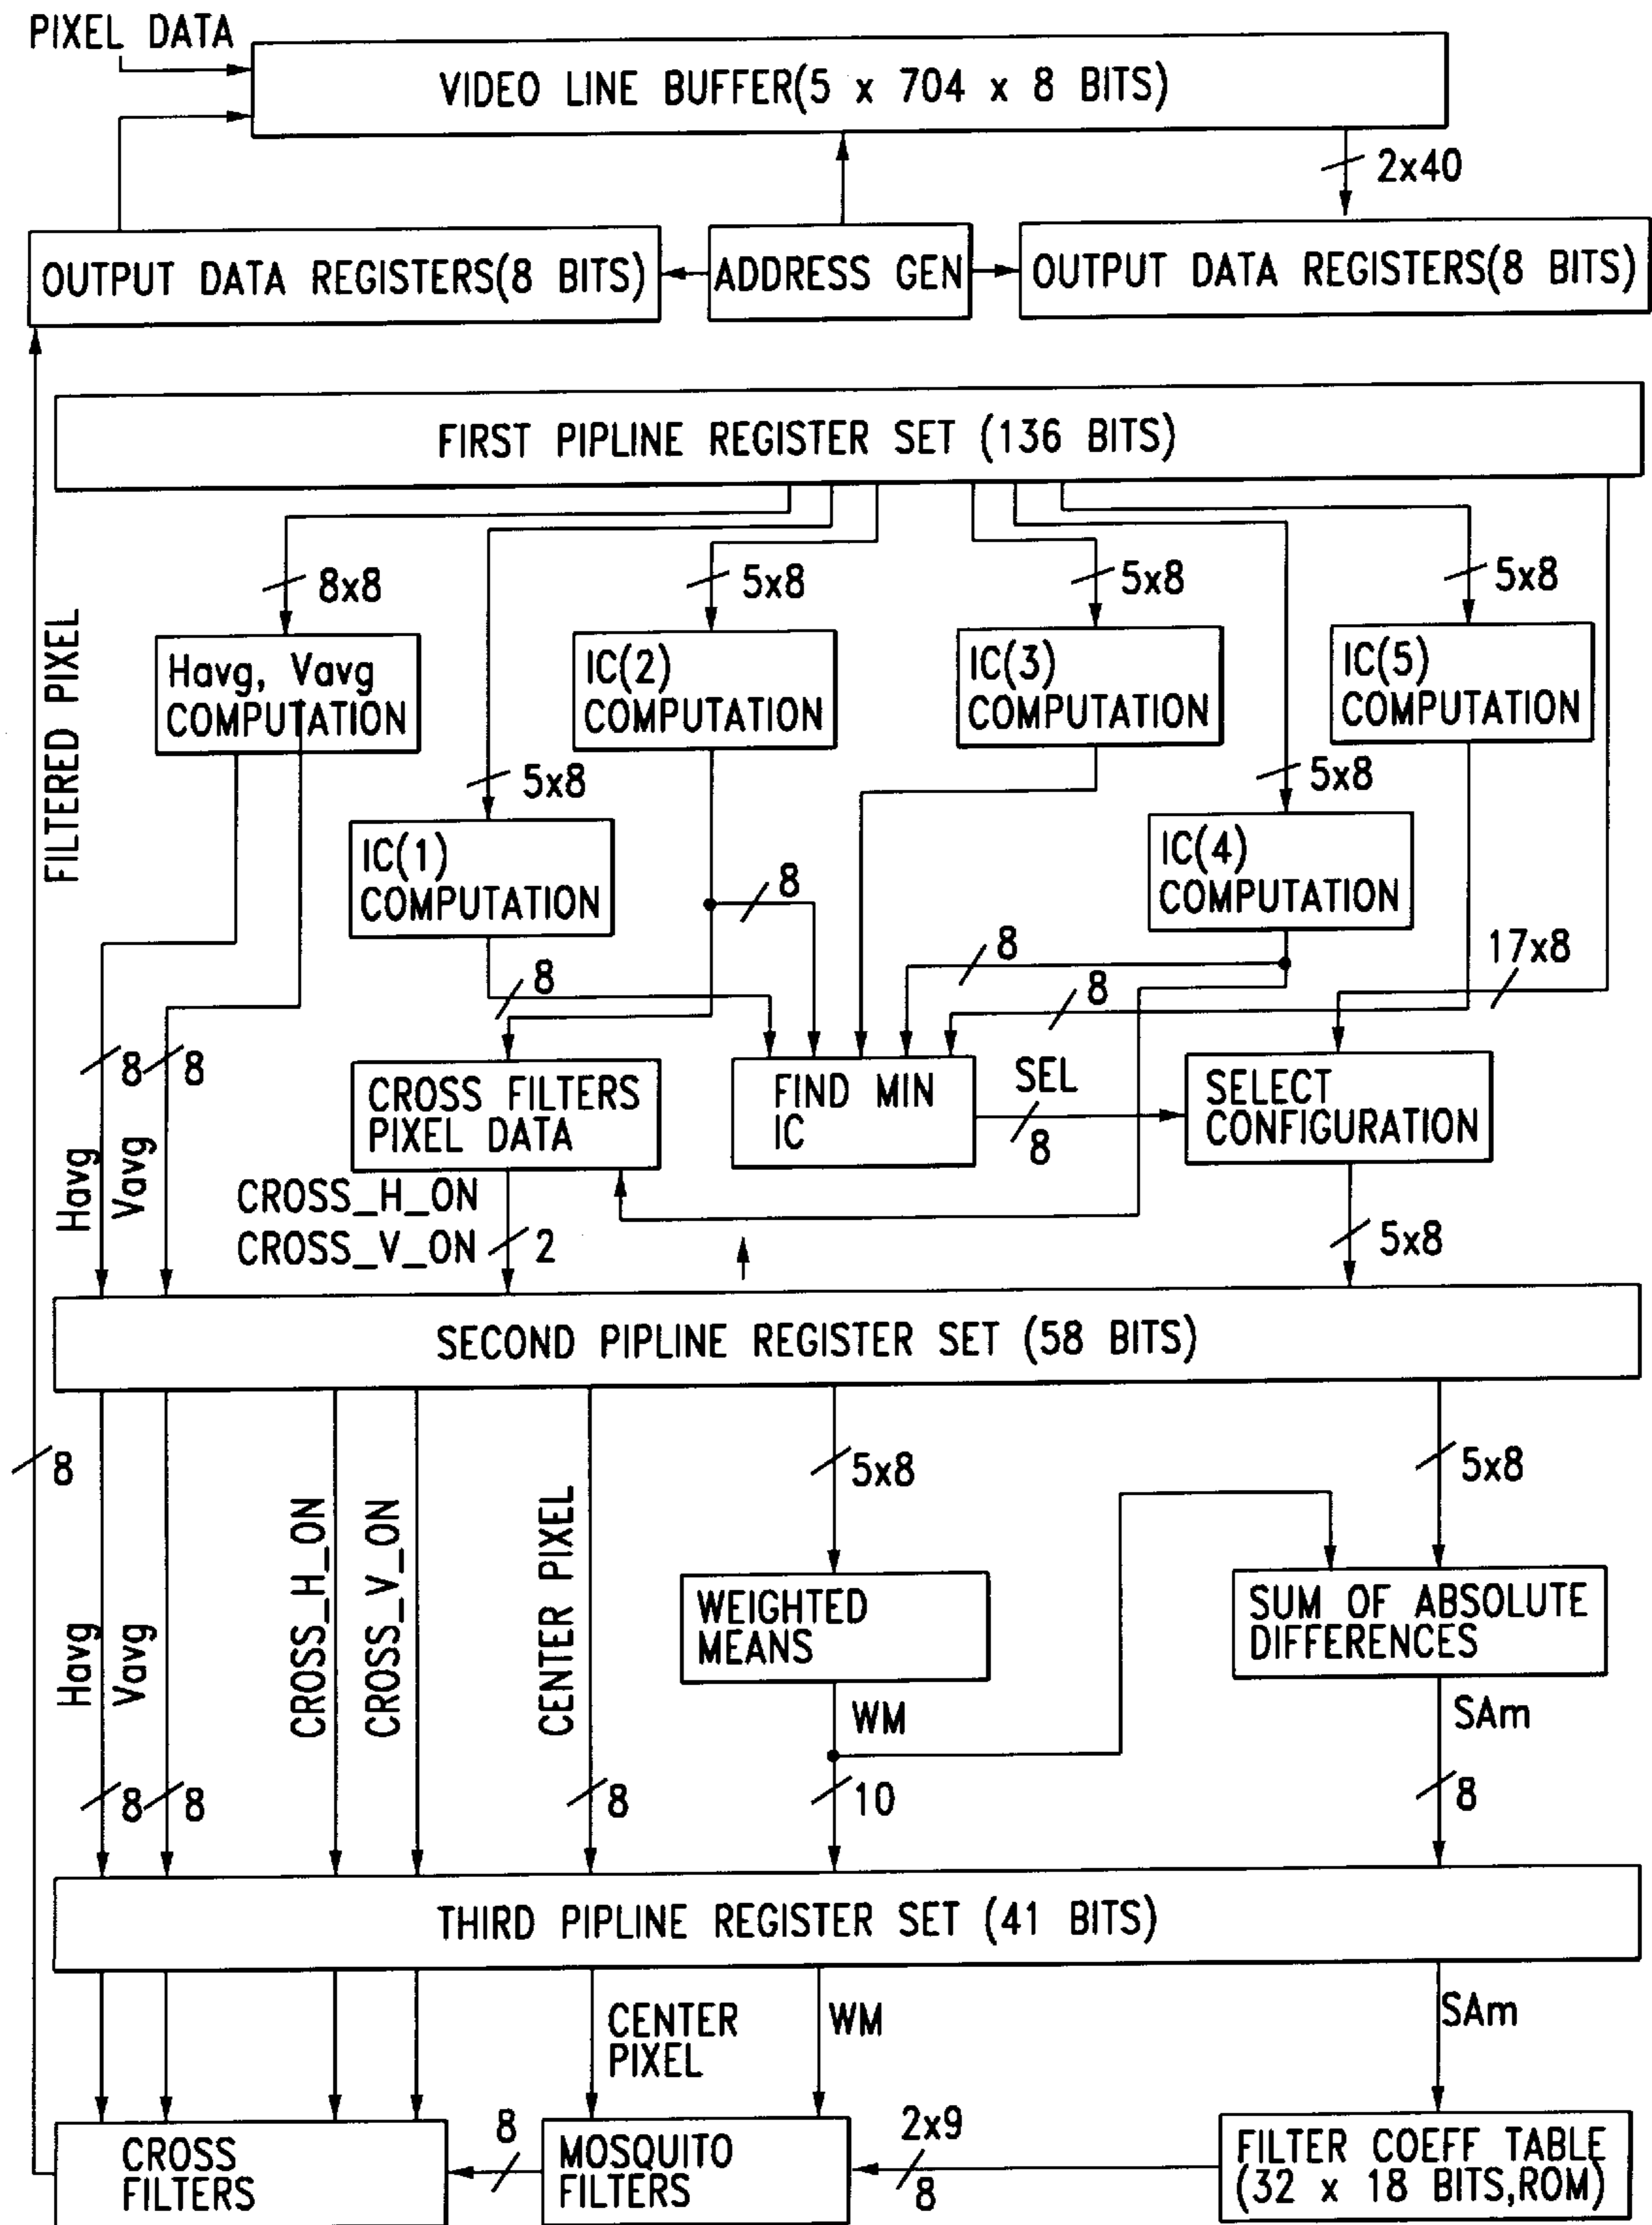 PIXEL DATA
VIDEO LINE BUFFER(5 x 704 x 8 BITS)
2x40
OUTPUT DATA REGISTERS(8 BITS)
ADDRESS GEN
OUTPUT DATA REGISTERS(8 BITS)
FIRST PIPLINE REGISTER SET (136 BITS)
8x8
5x8
5x8
5x8
FILTERED PIXEL
Havg, Vavg
COMPUTATION
IC(2)
COMPUTATION
IC(3)
COMPUTATION
IC(5)
COMPUTATION
5x8
5x8
IC(1)
COMPUTATION
IC(4)
COMPUTATION
8
8
8
8
17x8
8
8
CROSS FILTERS
PIXEL DATA
FIND MIN
IC
SEL
8
SELECT
CONFIGURATION
Havg
Vavg
CROSS_H_ON
CROSS_V_ON
2
5x8
SECOND PIPLINE REGISTER SET (58 BITS)
8
5x8
5x8
Havg
Vavg
CROSS_H_ON
CROSS_V_ON
CENTER PIXEL
WEIGHTED
MEANS
SUM OF ABSOLUTE
DIFFERENCES
WM
SAm
8
8
8
10
8
THIRD PIPLINE REGISTER SET (41 BITS)
CENTER
PIXEL
WM
SAm
CROSS
FILTERS
8
MOSQUITO
FILTERS
2x9
8
FILTER COEFF TABLE
(32 x 18 BITS,ROM)